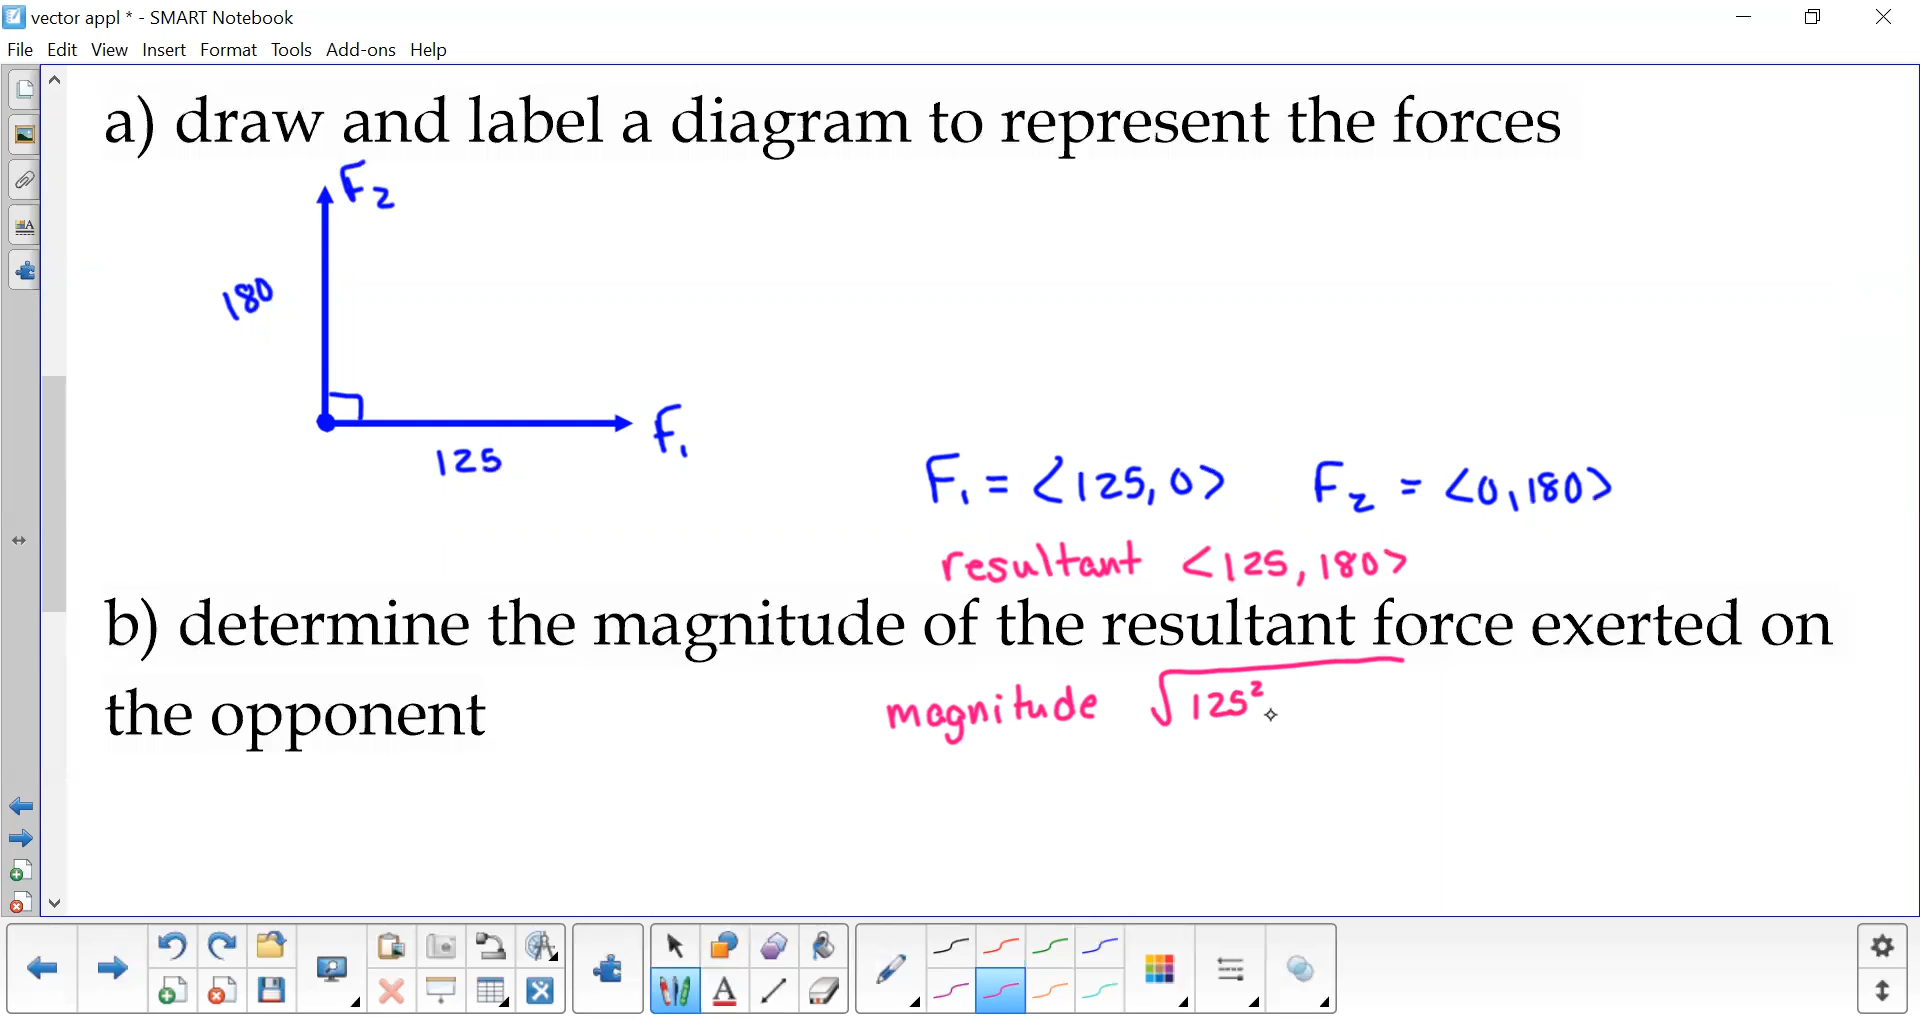 vector appl * - SMART Notebook
File Edit View Insert Format Tools Add-ons Help
a) draw and label a diagram to represent the forces
F₂
180
F₁
125
F₁ = <125, 0> F₂ = <0, 180>
resultant <125, 180>
b) determine the magnitude of the resultant force exerted on
the opponent
magnitude √125²